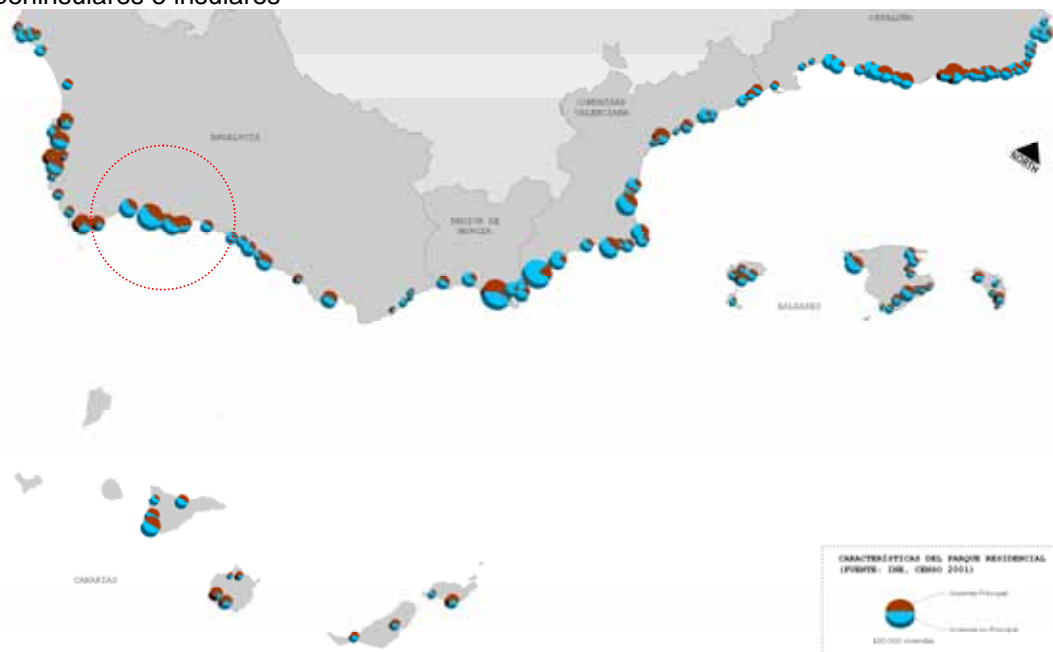 peninsulares e insulares
CATALUÑA
COMUNIDAD
VALENCIANA
ANDALUCÍA
REGION DE
MURCIA
NORTH
BALEARES
CANARIAS
CARACTERÍSTICAS DEL PARQUE RESIDENCIAL
(FUENTE: INE, CENSO 2001)
Vivienda Principal
Vivienda no Principal
100.000 viviendas